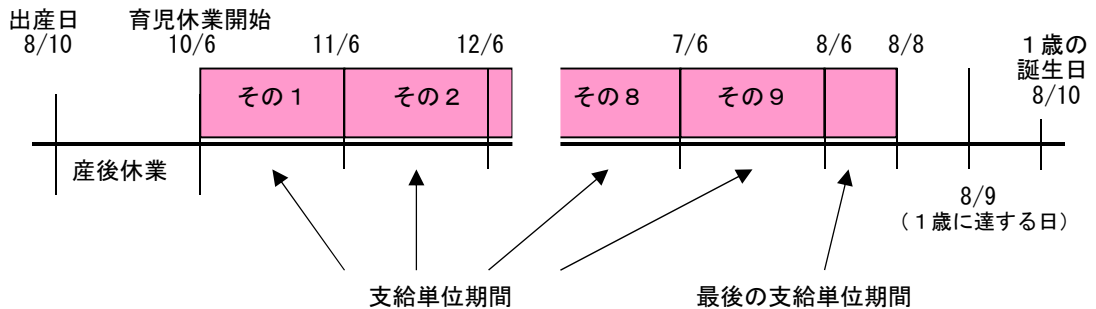 出産日
8/10
育児休業開始
10/6
11/6
12/6
7/6
8/6
8/8
１歳の
誕生日
8/10
その１
その２
その８
その９
産後休業
8/9
（１歳に達する日）
支給単位期間
最後の支給単位期間